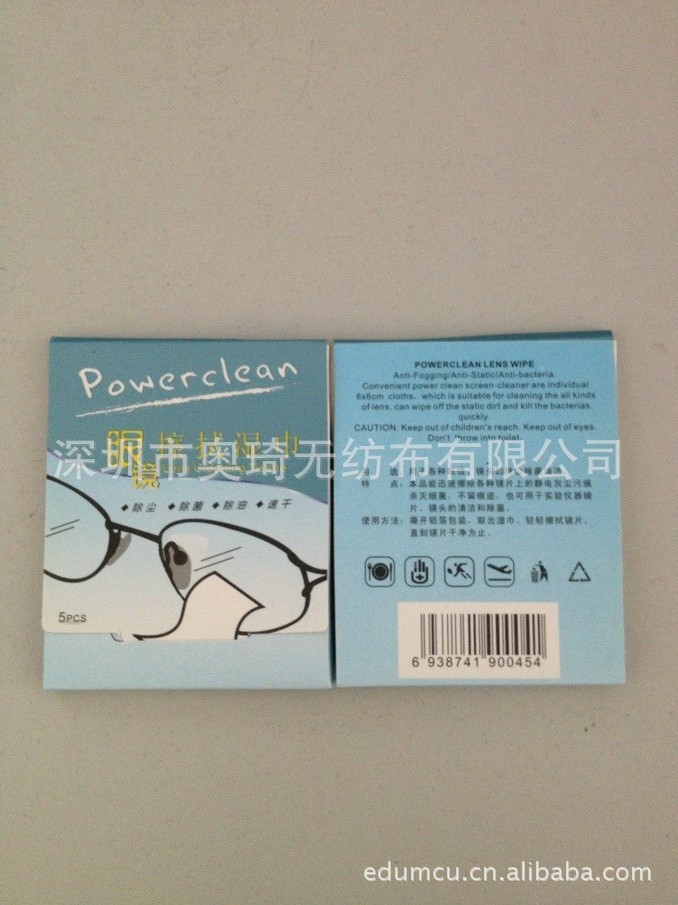 Powerclean
眼镜擦拭湿巾
◆除尘 ◆除菌 ◆除油 ◆速干
5PCS
POWERCLEAN LENS WIPE
Anti-Fogging/Anti-Static/Anti-bacteria.
Convenient power clean screen-cleaner are individual
6x6cm cloths, which is suitable for cleaning the all kinds
of lens, can wipe off the static dirt and kill the bacterias
quickly.
CAUTION: Keep out of children's reach. Keep out of eyes.
Don't throw into toilet.
深圳市奥琦无纺布有限公司
特 点：本品能迅速擦除各种镜片上的静电灰尘污痕
杀灭细菌，不留痕迹，也可用于实验仪器镜
片、镜头的清洁和除菌。
使用方法：撕开铝箔包装，取出湿巾，轻轻擦拭镜片，
直到镜片干净为止。
6 938741 900454
edumcu.cn.alibaba.com